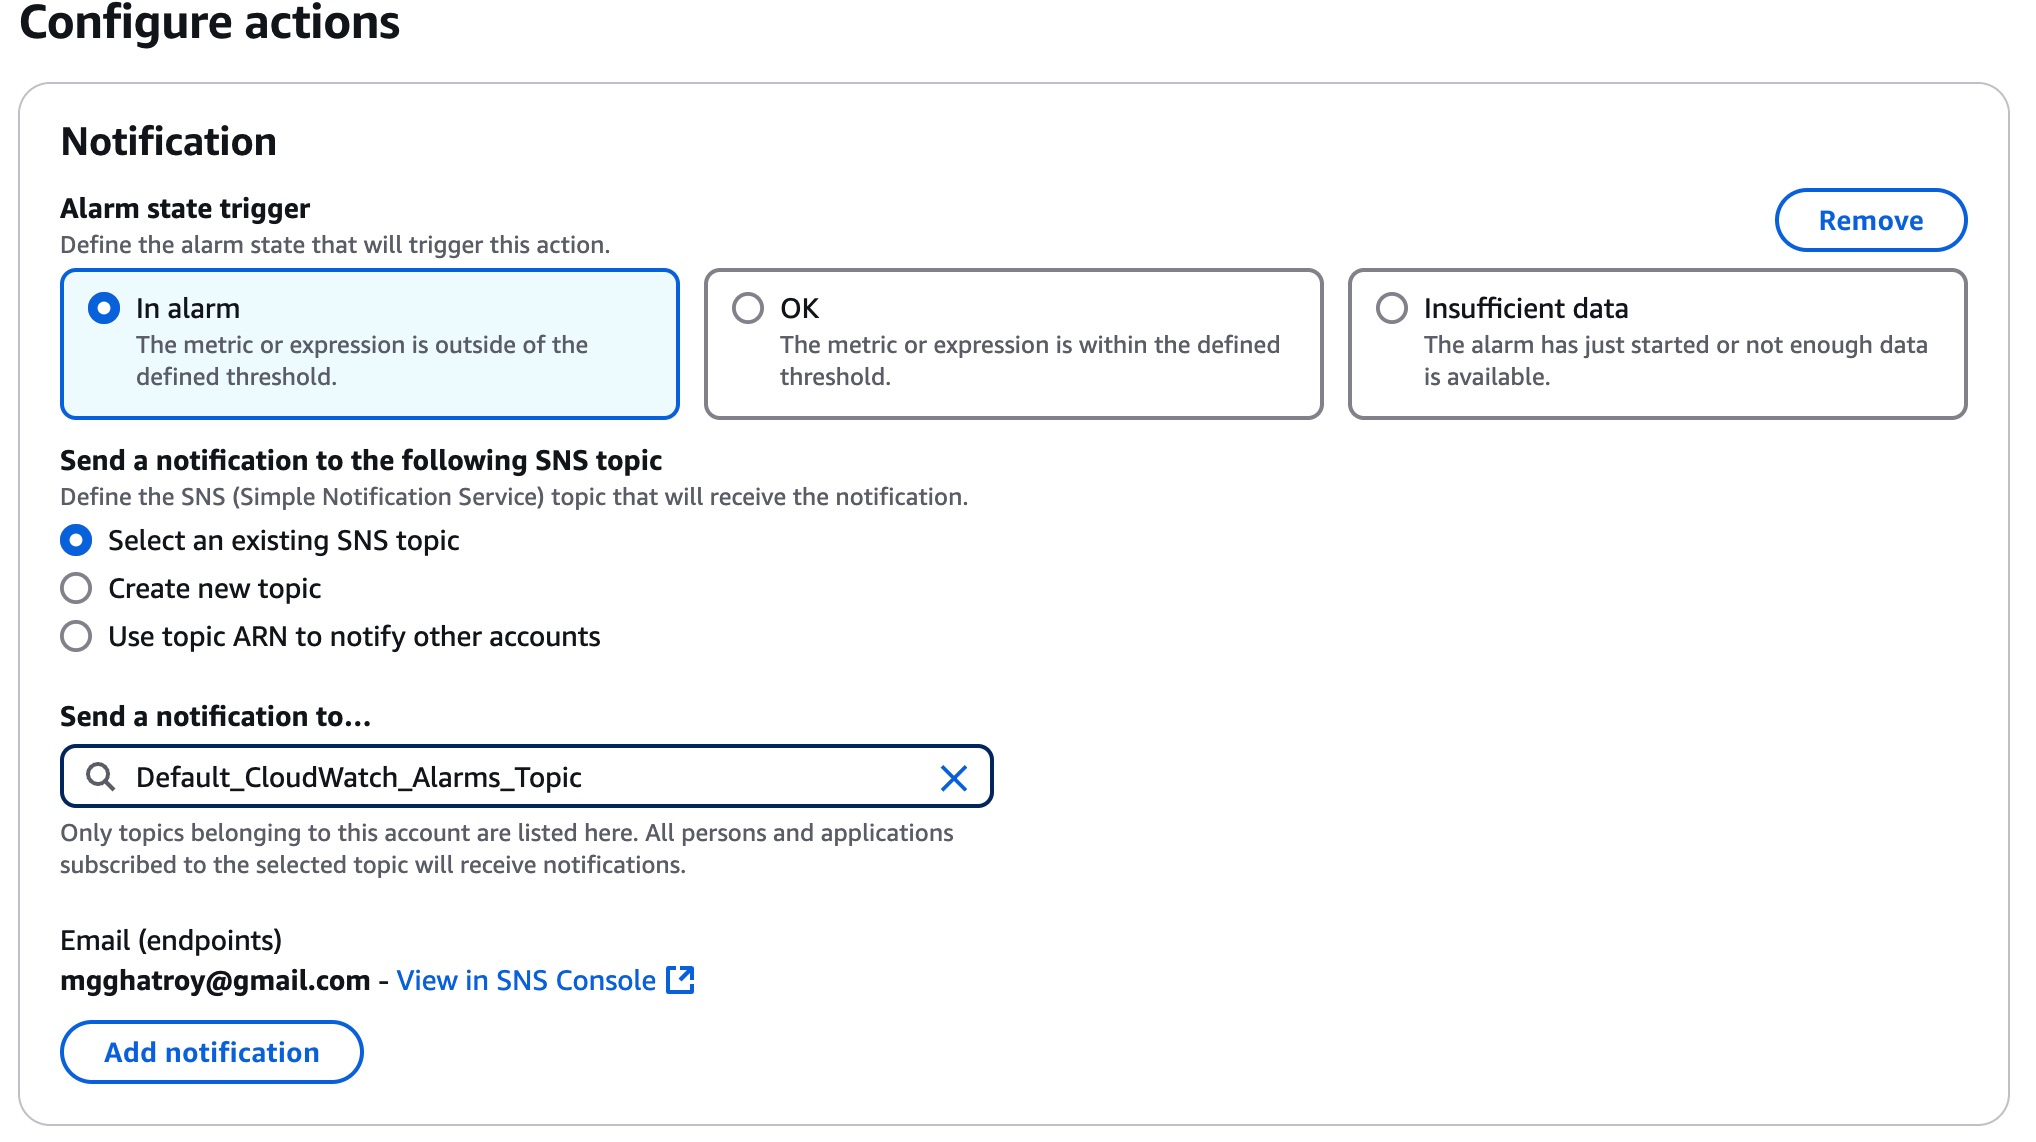 Configure actions
Notification
Alarm state trigger
Define the alarm state that will trigger this action.
Remove
In alarm
The metric or expression is outside of the
defined threshold.
OK
The metric or expression is within the defined
threshold.
Insufficient data
The alarm has just started or not enough data
is available.
Send a notification to the following SNS topic
Define the SNS (Simple Notification Service) topic that will receive the notification.
Select an existing SNS topic
Create new topic
Use topic ARN to notify other accounts
Send a notification to...
Default_CloudWatch_Alarms_Topic
Only topics belonging to this account are listed here. All persons and applications
subscribed to the selected topic will receive notifications.
Email (endpoints)
mgghatroy@gmail.com - View in SNS Console
Add notification